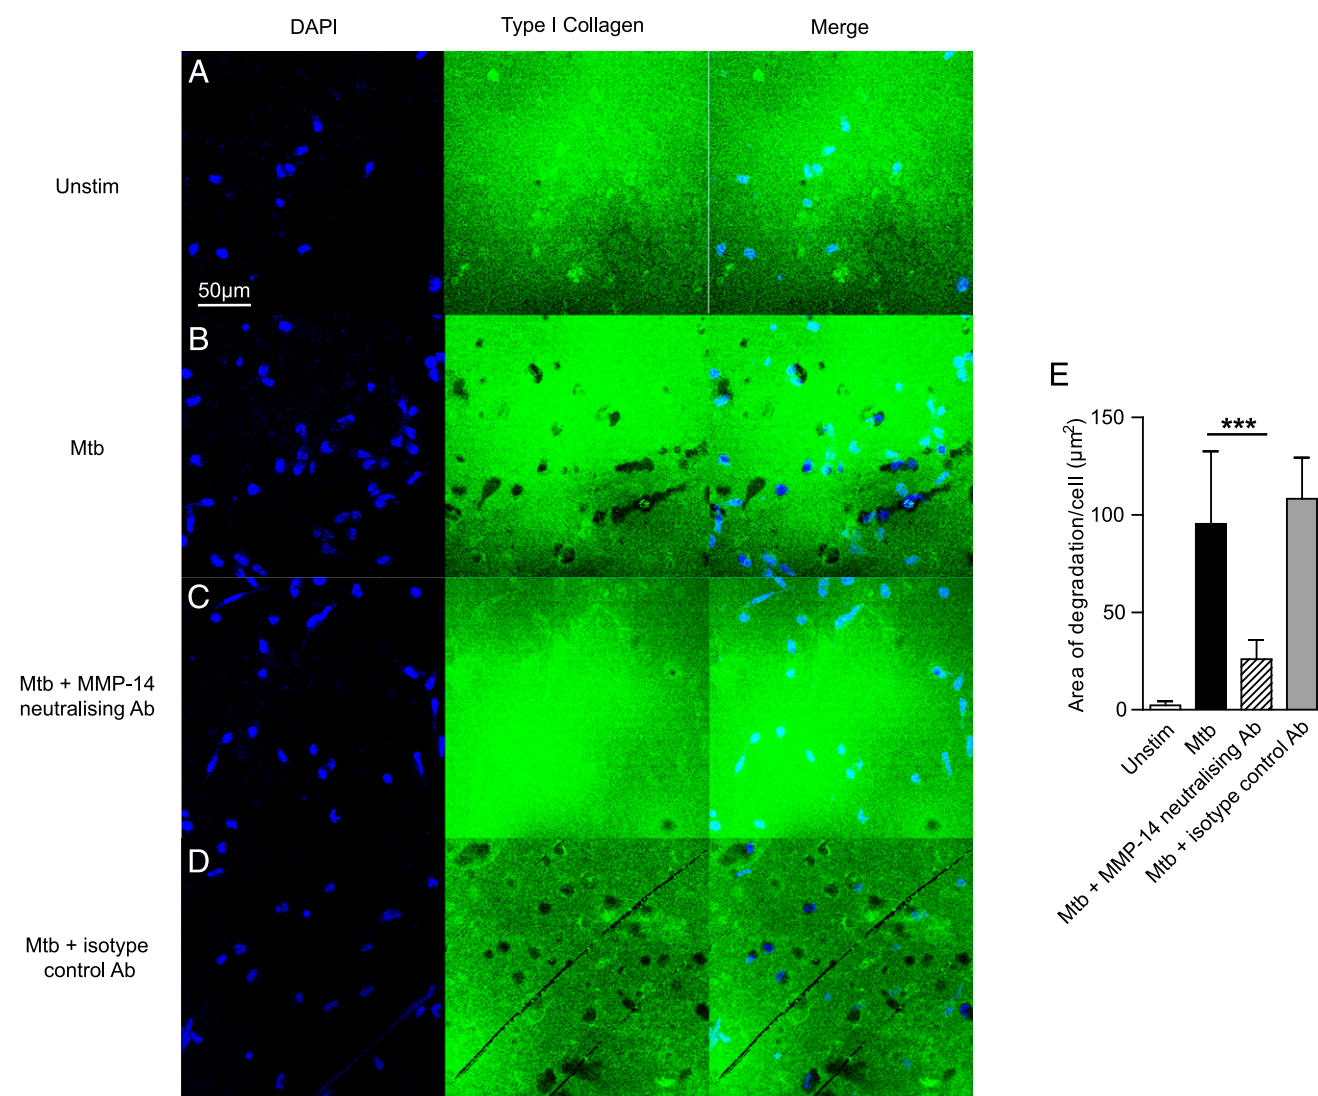 DAPI Type I Collagen Merge
A
Unstim
50µm
B
Mtb
C
Mtb + MMP-14
neutralising Ab
D
Mtb + isotype
control Ab
E
Area of degradation/cell (µm²)
150
100
50
0
***
Unstim
Mtb
Mtb + MMP-14 neutralising Ab
Mtb + isotype control Ab